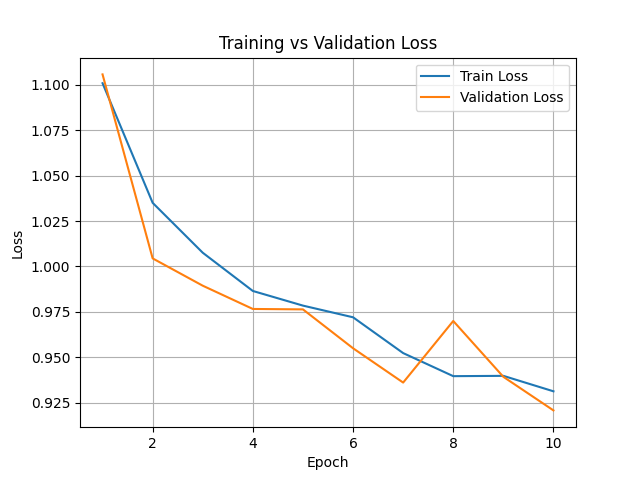 Training vs Validation Loss
Train Loss
Validation Loss
1.100
1.075
1.050
1.025
1.000
0.975
0.950
0.925
Loss
2 4 6 8 10
Epoch